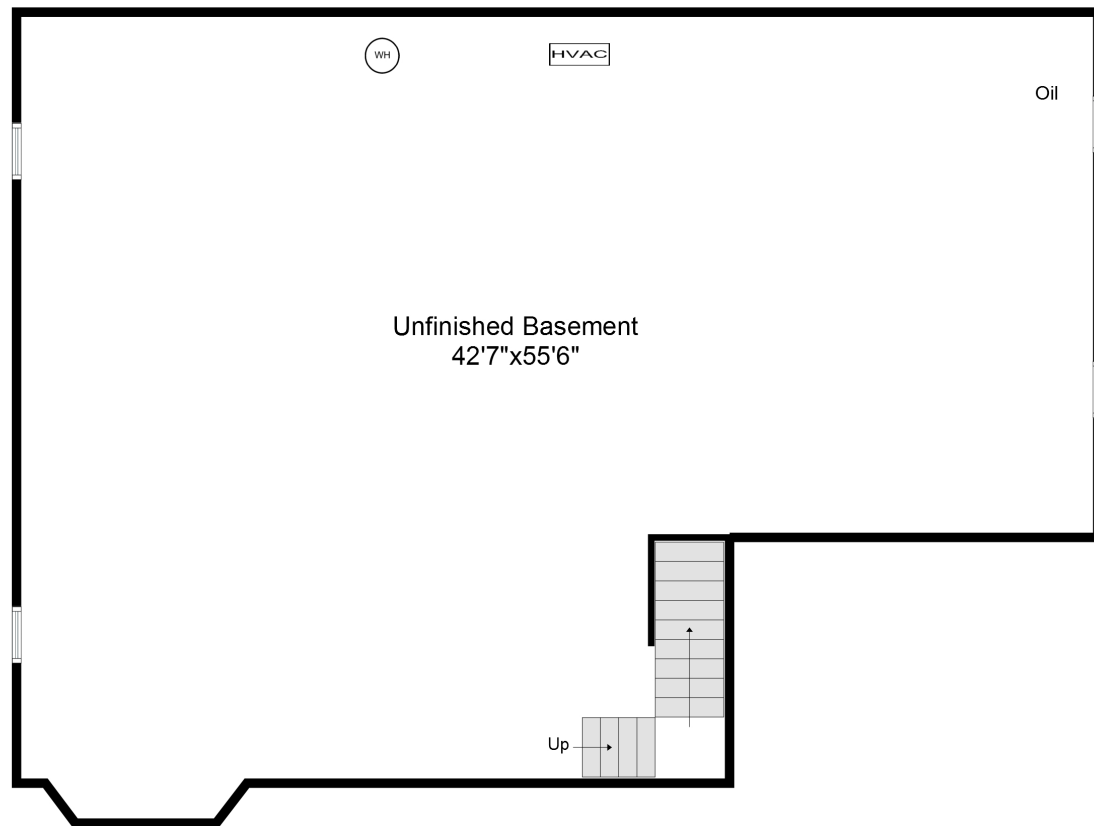 WH
HVAC
Oil
Unfinished Basement
42'7"x55'6"
Up